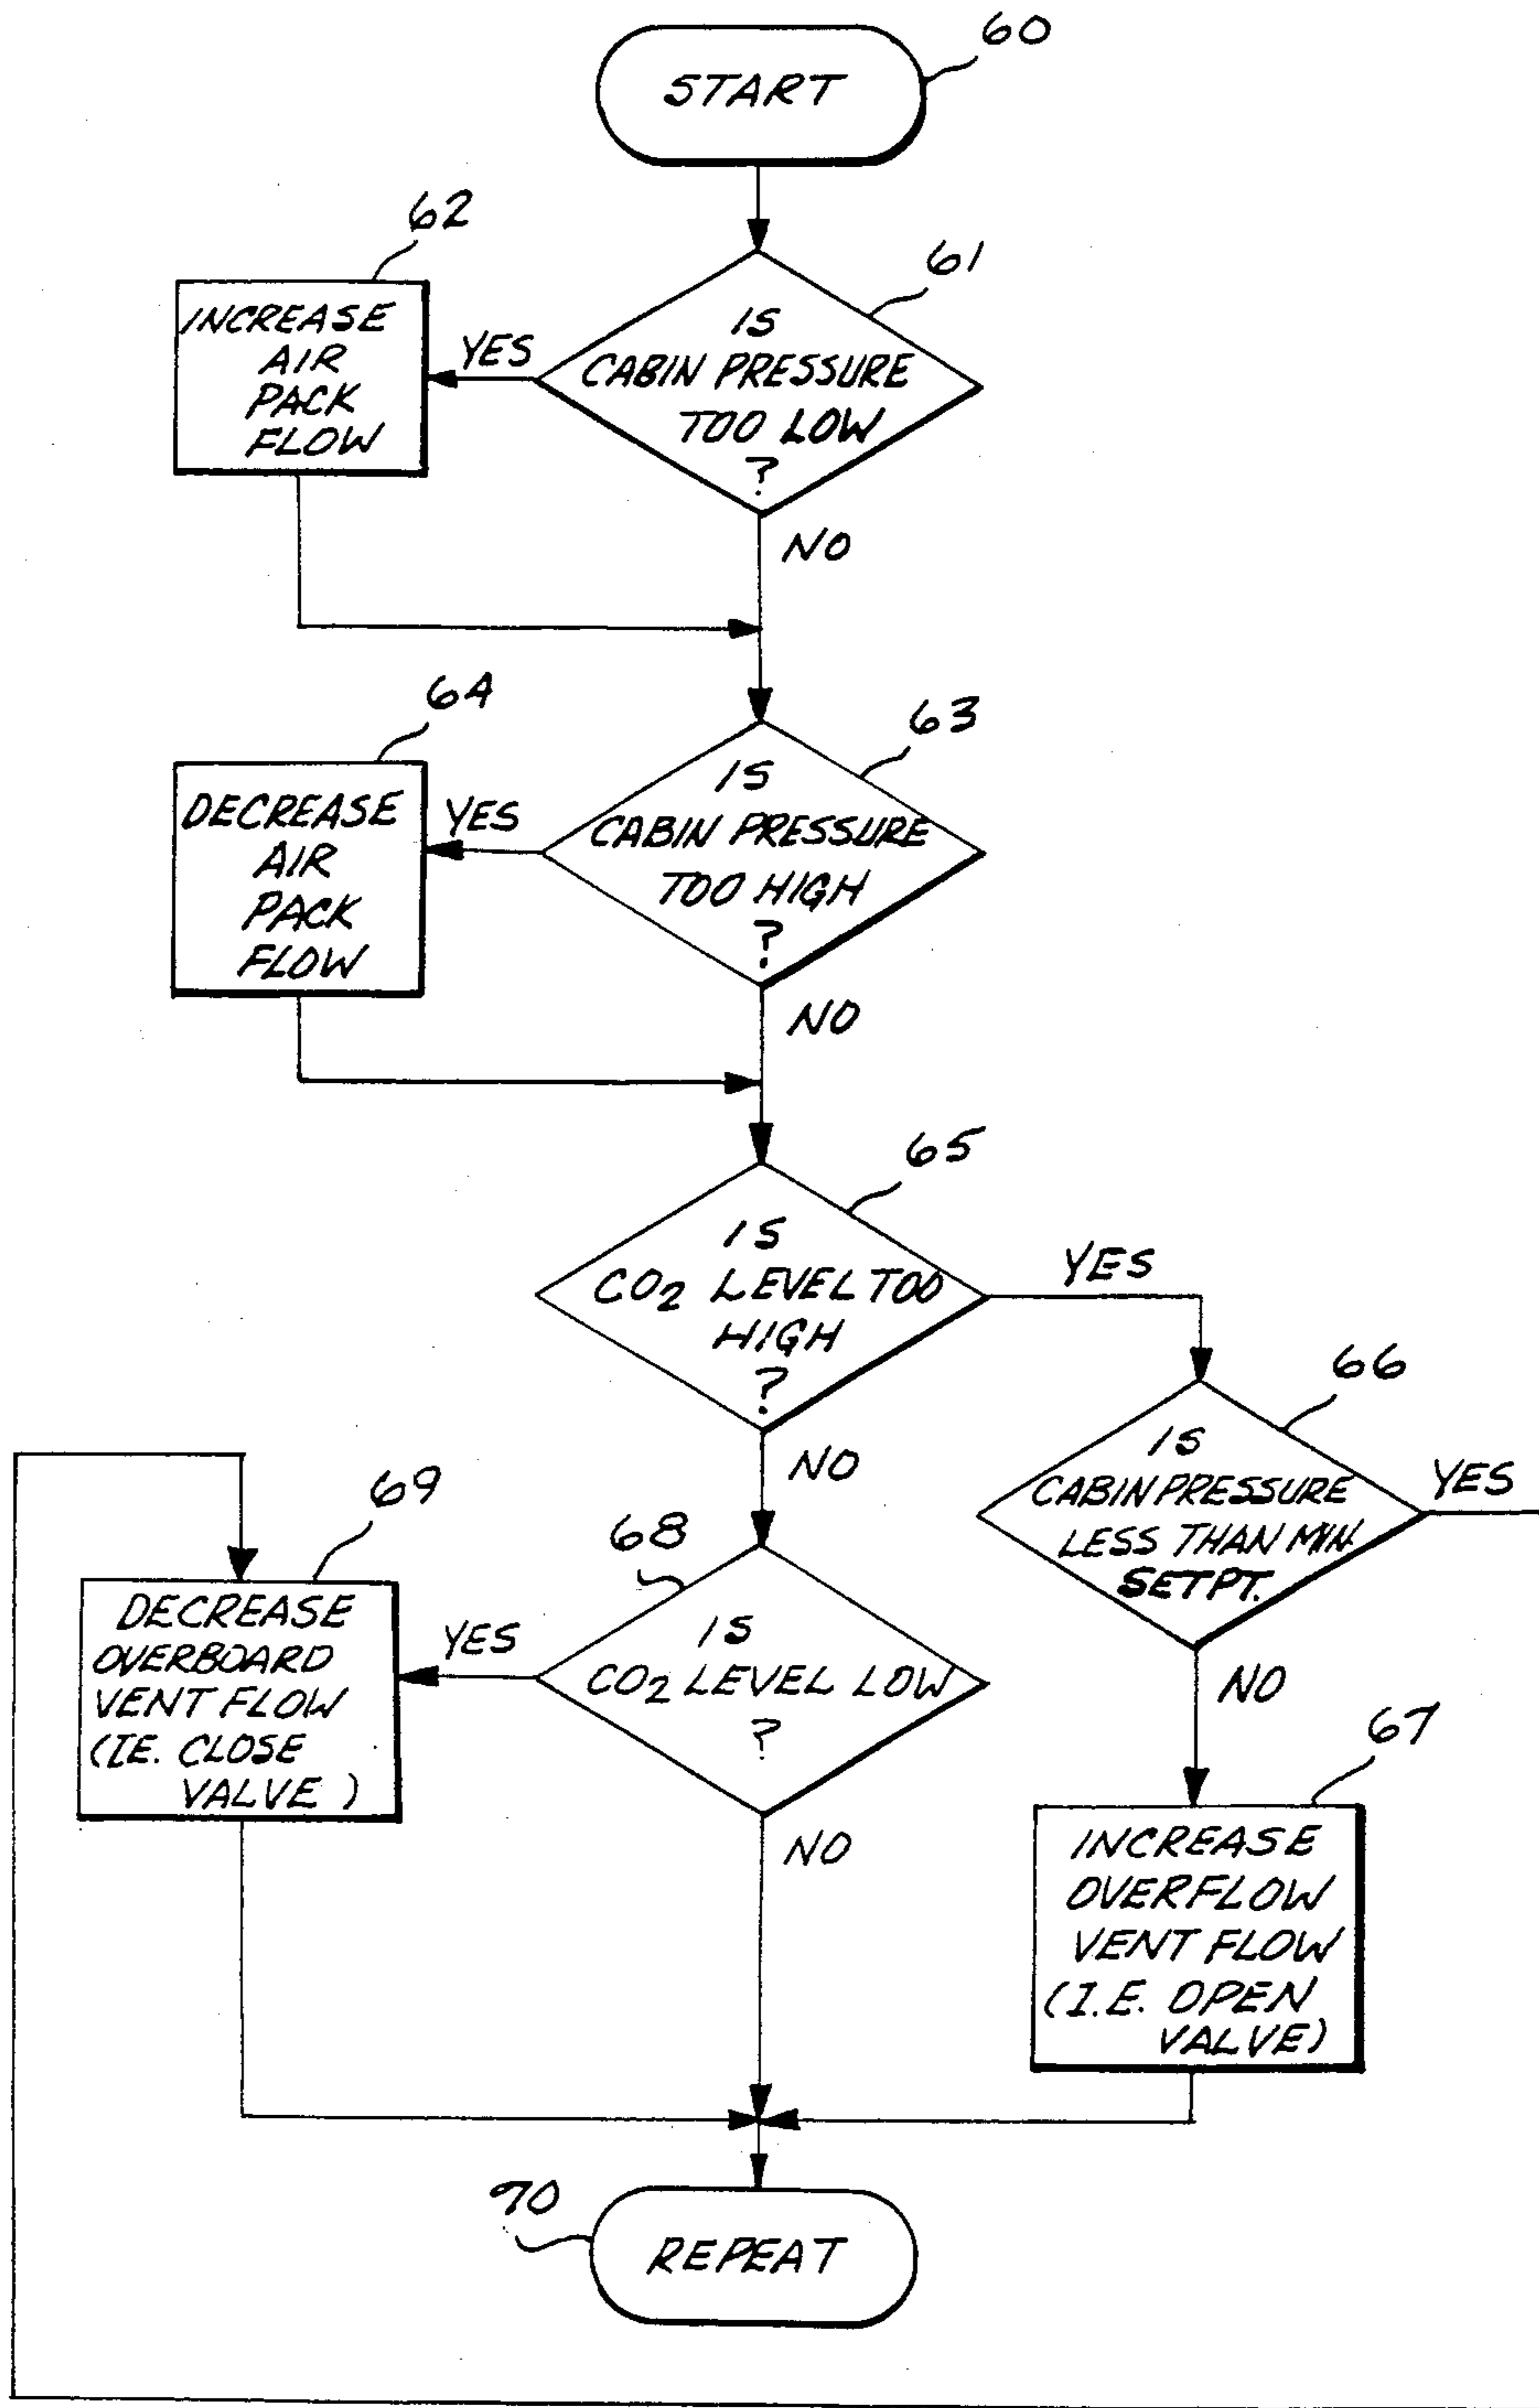 60
START
61
IS
CABIN PRESSURE
TOO LOW
?
YES
62
INCREASE
AIR
PACK
FLOW
NO
63
IS
CABIN PRESSURE
TOO HIGH
?
YES
64
DECREASE
AIR
PACK
FLOW
NO
65
IS
CO₂ LEVEL TOO
HIGH
?
YES
66
IS
CABIN PRESSURE
LESS THAN MIN.
SET PT.
YES
NO
67
INCREASE
OVERFLOW
VENT FLOW
(I.E. OPEN
VALVE)
NO
68
IS
CO₂ LEVEL LOW
?
YES
69
DECREASE
OVERBOARD
VENT FLOW
(IE. CLOSE
VALVE)
NO
70
REPEAT